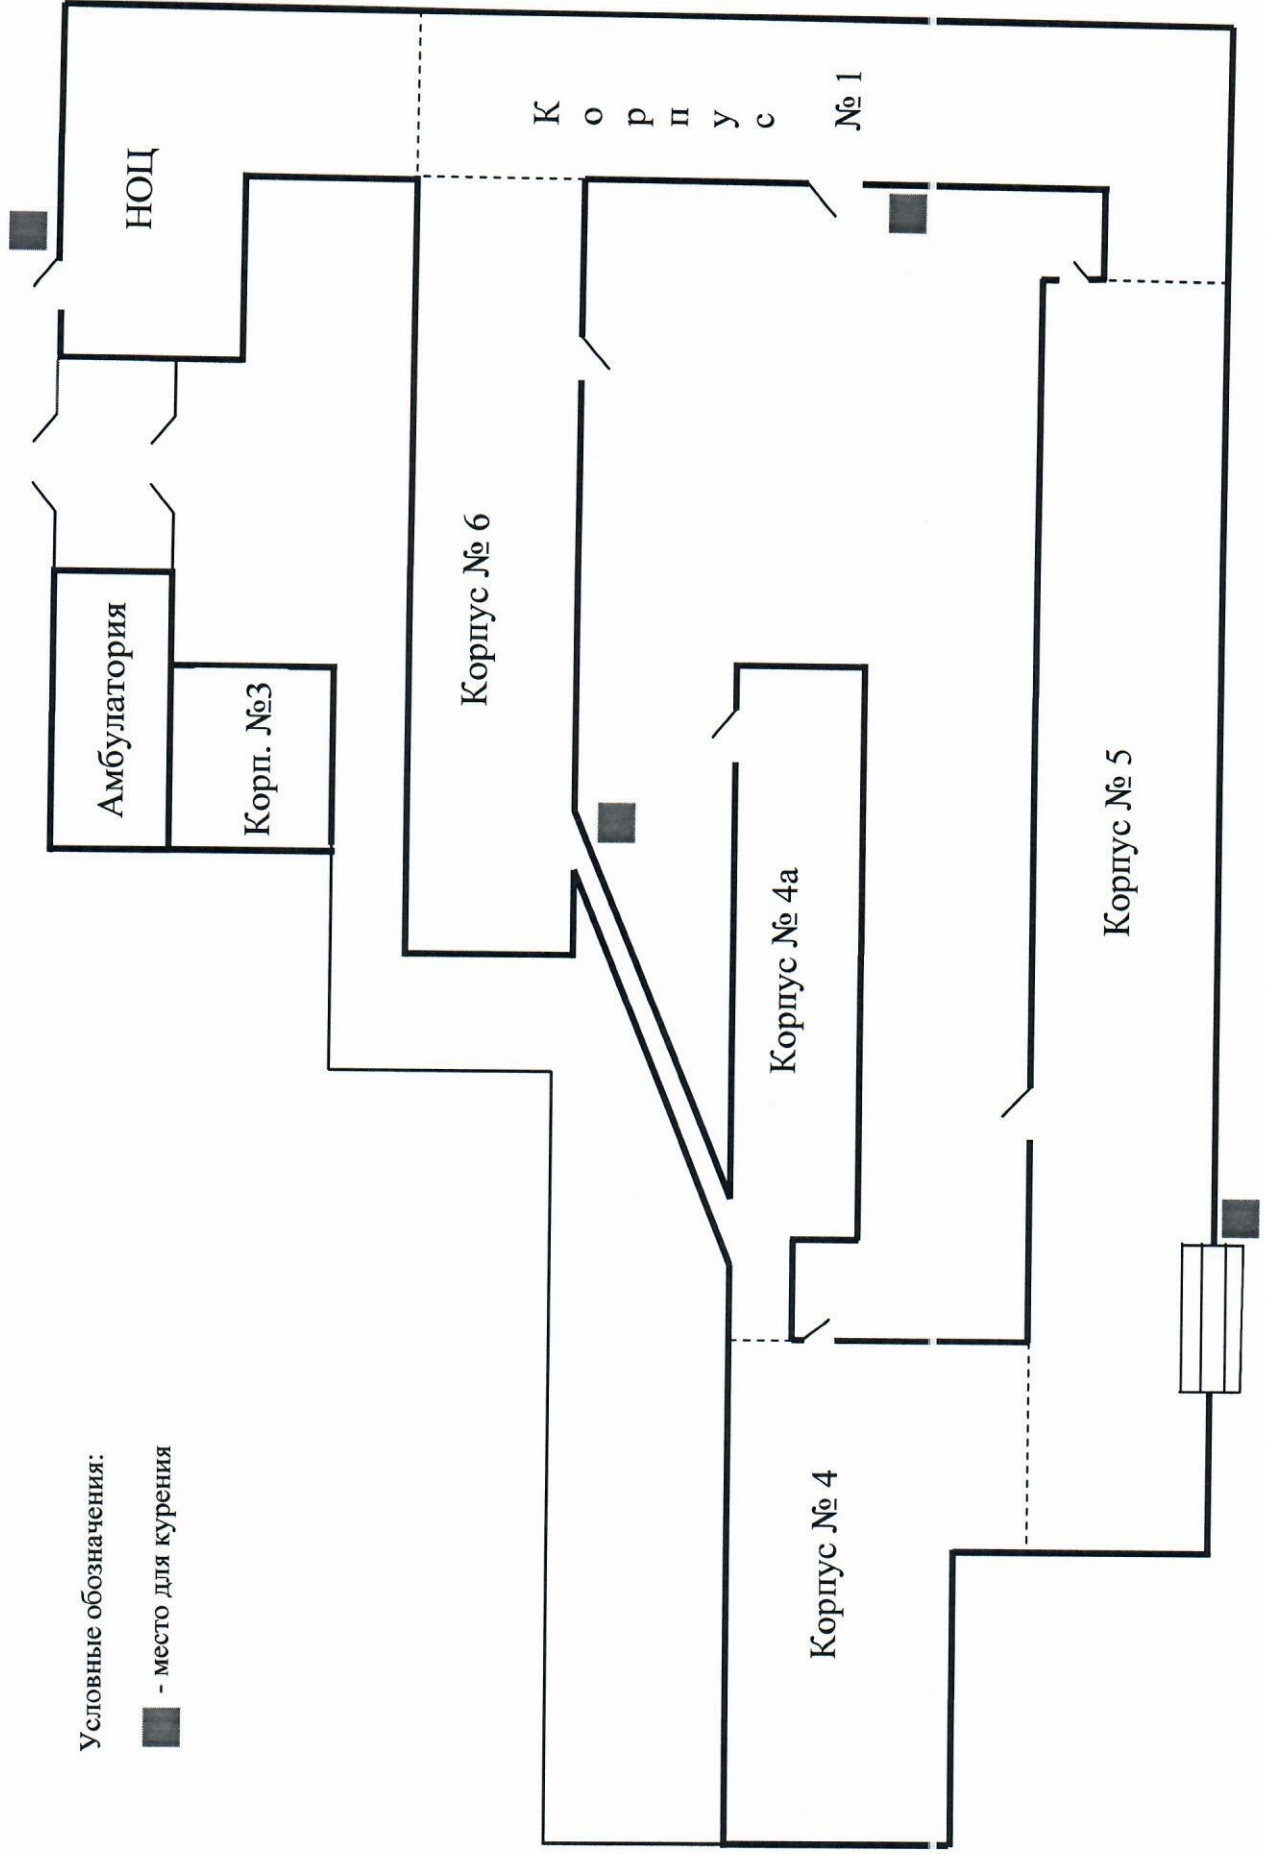 Условные обозначения:
- место для курения
Амбулатория
Корп. №3
НОЦ
Корпус № 6
Корпус № 1
Корпус № 4а
Корпус № 4
Корпус № 5